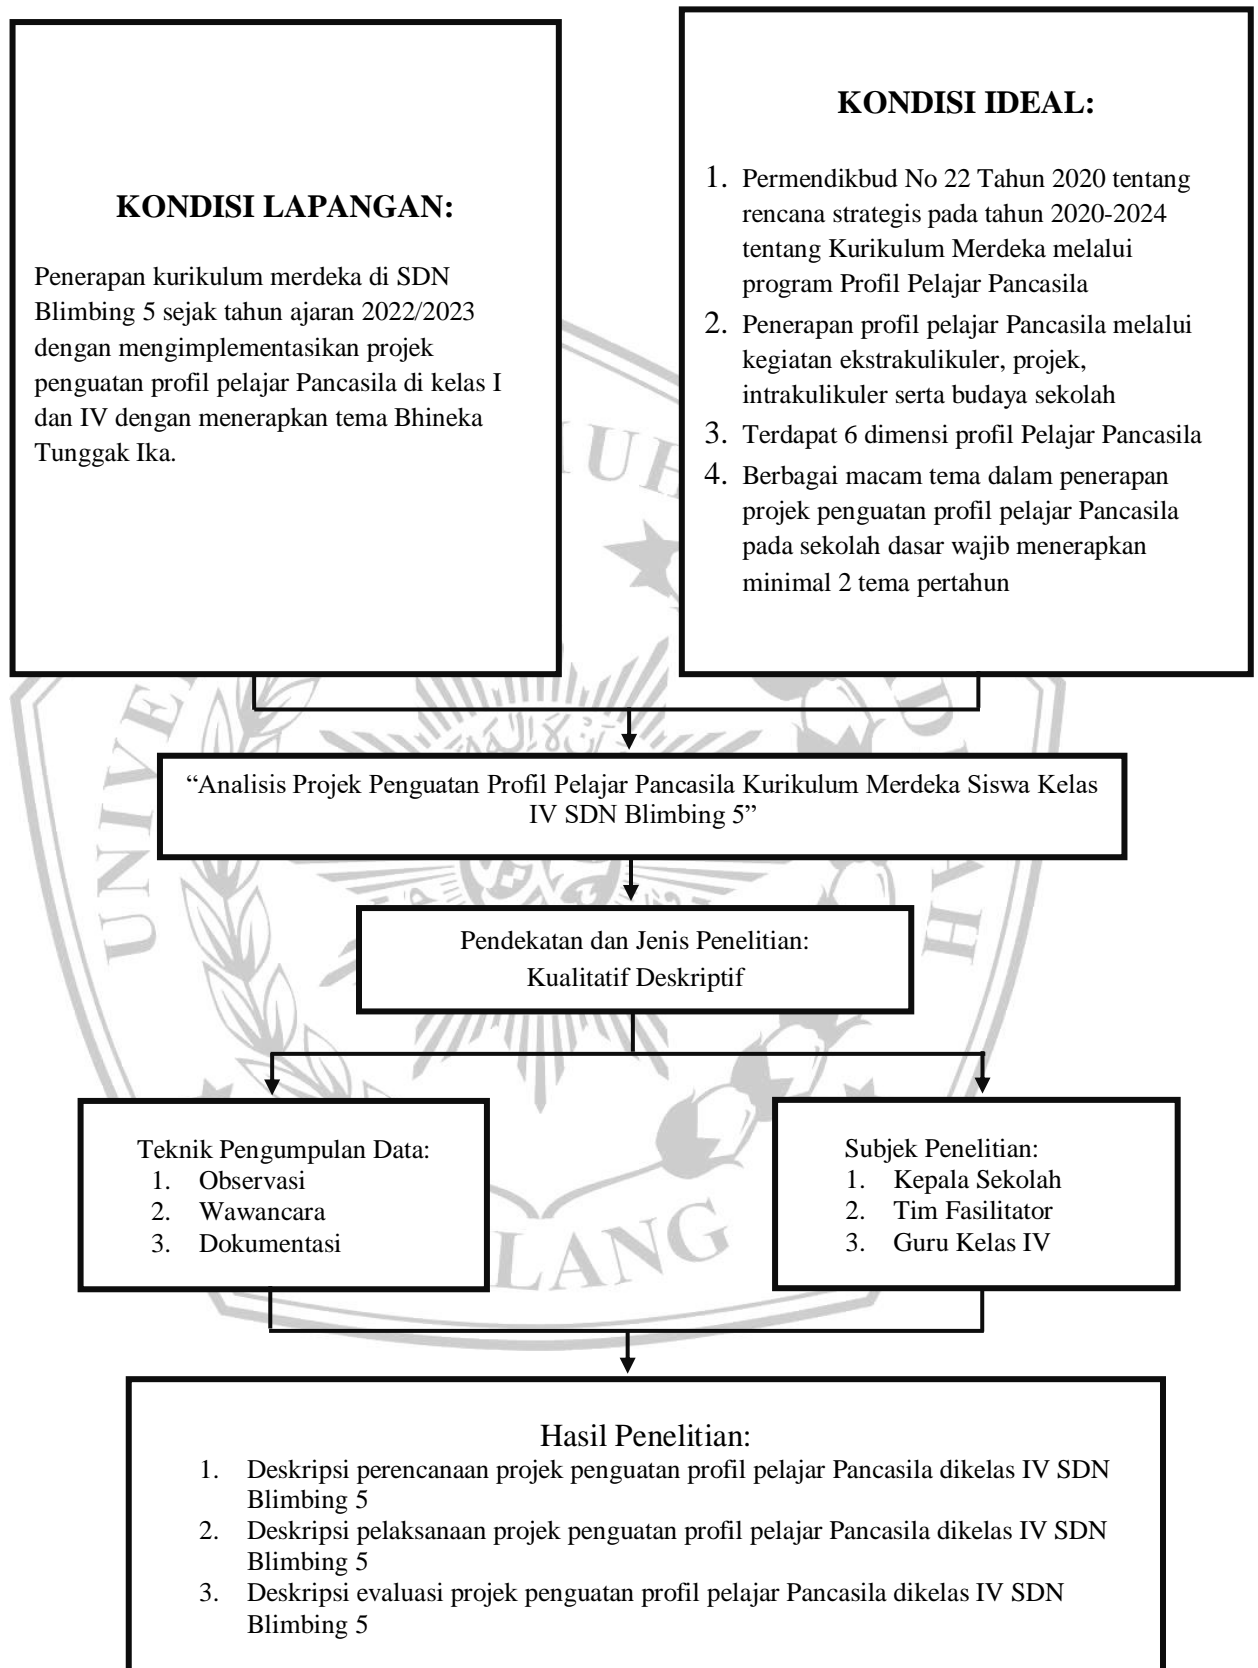 KONDISI LAPANGAN:
Penerapan kurikulum merdeka di SDN
Blimbing 5 sejak tahun ajaran 2022/2023
dengan mengimplementasikan projek
penguatan profil pelajar Pancasila di kelas I
dan IV dengan menerapkan tema Bhineka
Tunggak Ika.
KONDISI IDEAL:
1. Permendikbud No 22 Tahun 2020 tentang
rencana strategis pada tahun 2020-2024
tentang Kurikulum Merdeka melalui
program Profil Pelajar Pancasila
2. Penerapan profil pelajar Pancasila melalui
kegiatan ekstrakulikuler, projek,
intrakulikuler serta budaya sekolah
3. Terdapat 6 dimensi profil Pelajar Pancasila
4. Berbagai macam tema dalam penerapan
projek penguatan profil pelajar Pancasila
pada sekolah dasar wajib menerapkan
minimal 2 tema pertahun
“Analisis Projek Penguatan Profil Pelajar Pancasila Kurikulum Merdeka Siswa Kelas
IV SDN Blimbing 5”
Pendekatan dan Jenis Penelitian:
Kualitatif Deskriptif
Teknik Pengumpulan Data:
1. Observasi
2. Wawancara
3. Dokumentasi
Subjek Penelitian:
1. Kepala Sekolah
2. Tim Fasilitator
3. Guru Kelas IV
Hasil Penelitian:
1. Deskripsi perencanaan projek penguatan profil pelajar Pancasila dikelas IV SDN
Blimbing 5
2. Deskripsi pelaksanaan projek penguatan profil pelajar Pancasila dikelas IV SDN
Blimbing 5
3. Deskripsi evaluasi projek penguatan profil pelajar Pancasila dikelas IV SDN
Blimbing 5